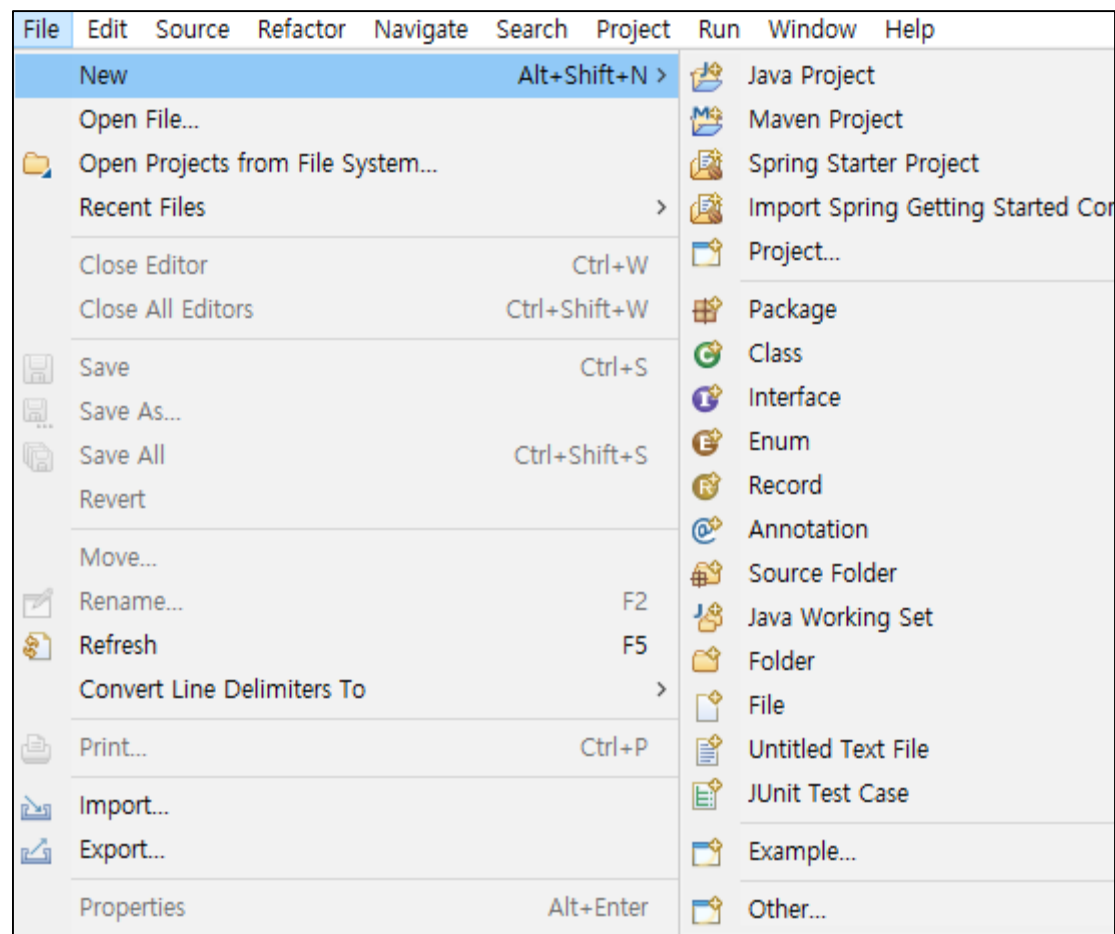 File Edit Source Refactor Navigate Search Project Run Window Help
New Alt+Shift+N >
Open File...
Open Projects from File System...
Recent Files >
Close Editor Ctrl+W
Close All Editors Ctrl+Shift+W
Save Ctrl+S
Save As...
Save All Ctrl+Shift+S
Revert
Move...
Rename... F2
Refresh F5
Convert Line Delimiters To >
Print... Ctrl+P
Import...
Export...
Properties Alt+Enter
Java Project
Maven Project
Spring Starter Project
Import Spring Getting Started Cor
Project...
Package
Class
Interface
Enum
Record
Annotation
Source Folder
Java Working Set
Folder
File
Untitled Text File
JUnit Test Case
Example...
Other...